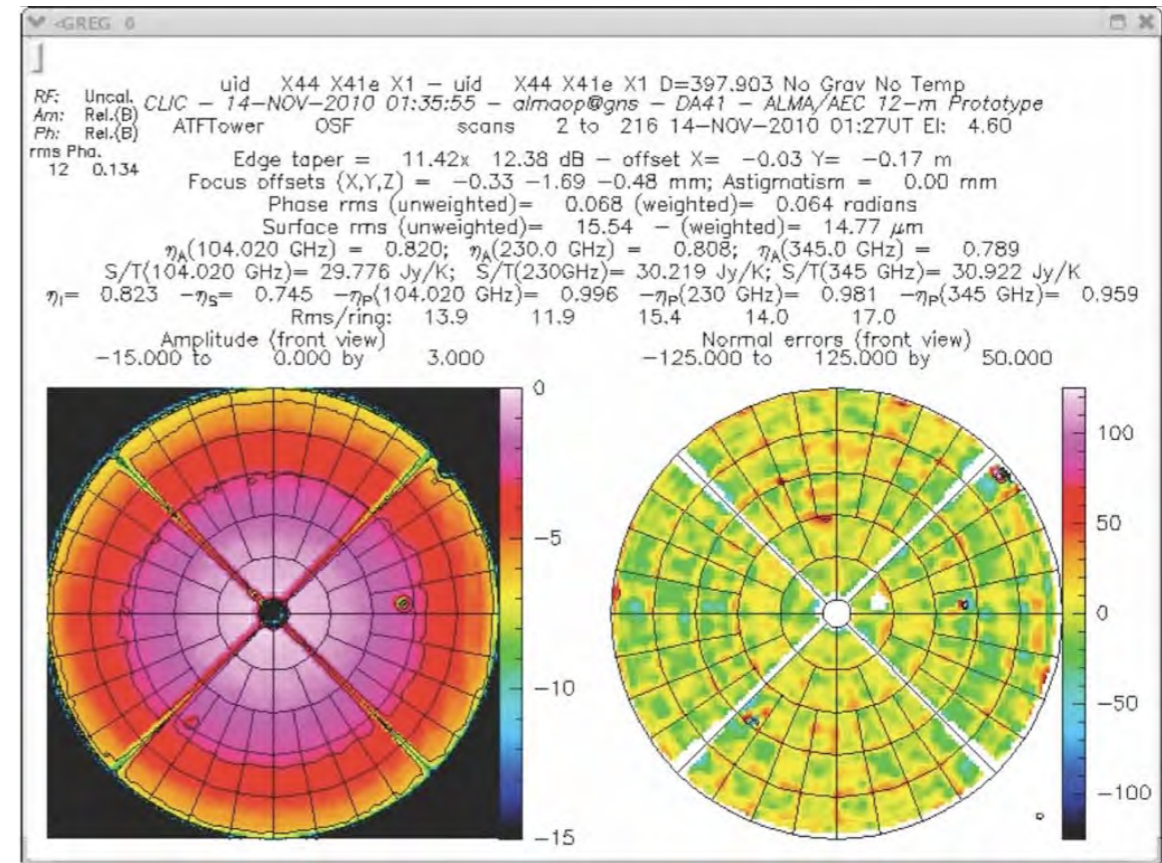 <GREG 0
uid X44 X41e X1 – uid X44 X41e X1 D=397.903 No Grav No Temp
RF: Uncal. CLIC – 14–NOV–2010 01:35:55 – almaop@gns – DA41 – ALMA/AEC 12–m Prototype
Am: Rel.(B)
Ph: Rel.(B) ATFTower OSF scans 2 to 216 14–NOV–2010 01:27UT El: 4.60
rms Pha.
12 0.134 Edge taper = 11.42x 12.38 dB – offset X= –0.03 Y= –0.17 m
Focus offsets (X,Y,Z) = –0.33 –1.69 –0.48 mm; Astigmatism = 0.00 mm
Phase rms (unweighted)= 0.068 (weighted)= 0.064 radians
Surface rms (unweighted)= 15.54 – (weighted)= 14.77 μm
ηA(104.020 GHz) = 0.820; ηA(230.0 GHz) = 0.808; ηA(345.0 GHz) = 0.789
S/T(104.020 GHz)= 29.776 Jy/K; S/T(230GHz)= 30.219 Jy/K; S/T(345 GHz)= 30.922 Jy/K
ηI= 0.823 –ηS= 0.745 –ηP(104.020 GHz)= 0.996 –ηP(230 GHz)= 0.981 –ηP(345 GHz)= 0.959
Rms/ring: 13.9 11.9 15.4 14.0 17.0
Amplitude (front view) Normal errors (front view)
–15.000 to 0.000 by 3.000 –125.000 to 125.000 by 50.000
0
–5
–10
–15
100
50
0
–50
–100